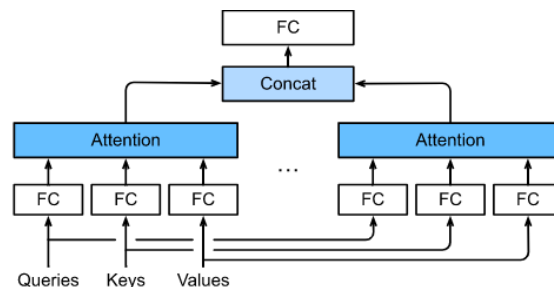 FC
Concat
Attention Attention
...
FC FC FC FC FC FC
Queries Keys Values